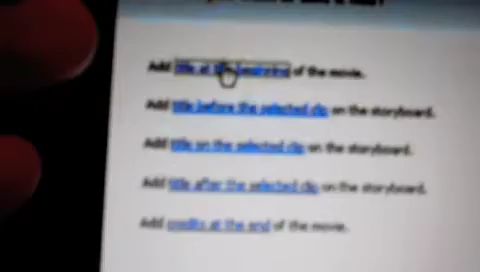 Add title at the beginning of the movie.
Add title before the selected clip on the storyboard.
Add title on the selected clip on the storyboard.
Add title after the selected clip on the storyboard.
Add credits at the end of the movie.